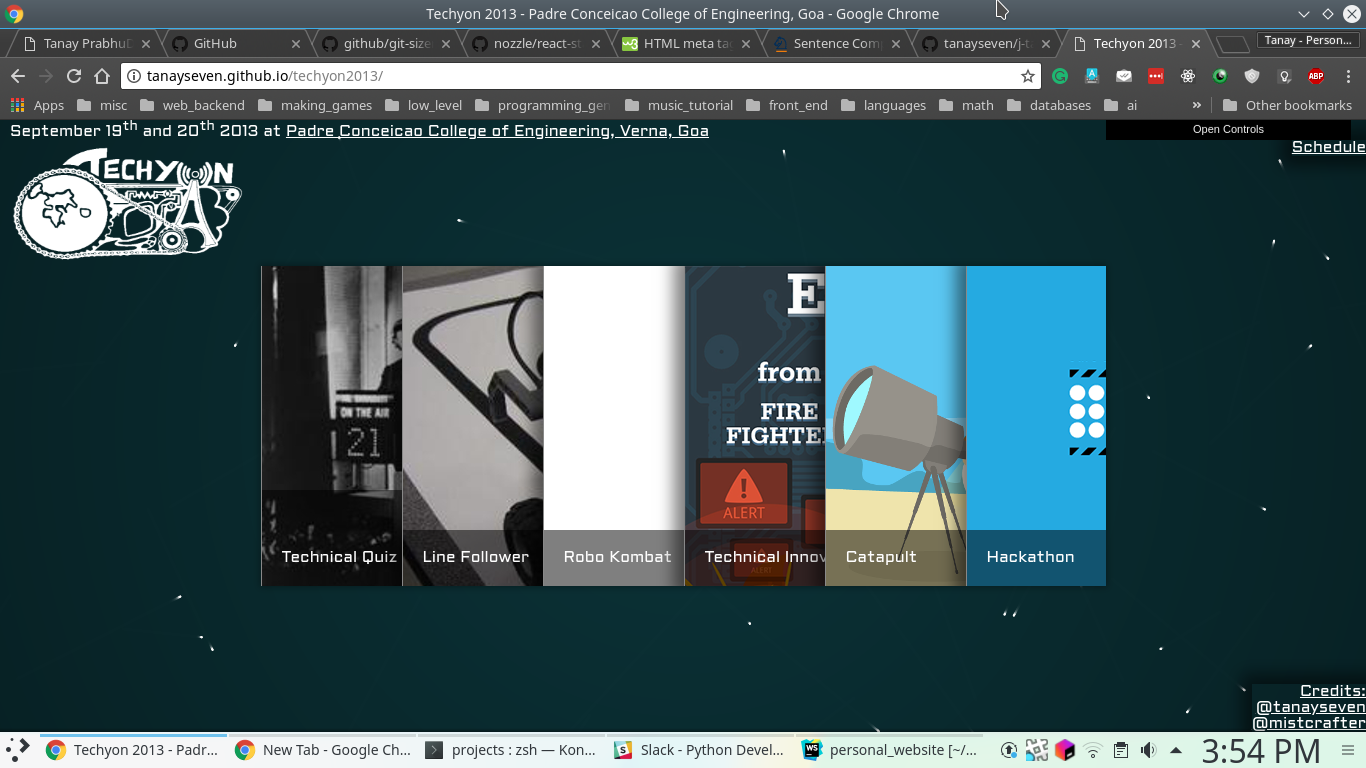 Techyon 2013 - Padre Conceicao College of Engineering, Goa - Google Chrome
Tanay Prabhu
GitHub
github/git-size
nozzle/react-st
HTML meta tag
Sentence Com
tanayseven/j-t
Techyon 2013 -
Tanay - Person...
tanayseven.github.io/techyon2013/
ABP
Apps
misc
web_backend
making_games
low_level
programming_gen
music_tutorial
front_end
languages
math
databases
ai
»
Other bookmarks
September 19th and 20th 2013 at Padre Conceicao College of Engineering, Verna, Goa
Open Controls
Schedule
TECHYON
ON THE AIR
21
E
from
FIRE
FIGHTE
ALERT
ALERT
Technical Quiz
Line Follower
Robo Kombat
Technical Innov
Catapult
Hackathon
Credits:
@tanayseven
@mistcrafter
Techyon 2013 - Padr...
New Tab - Google Ch...
projects : zsh — Kon...
Slack - Python Devel...
personal_website [~/...
3:54 PM